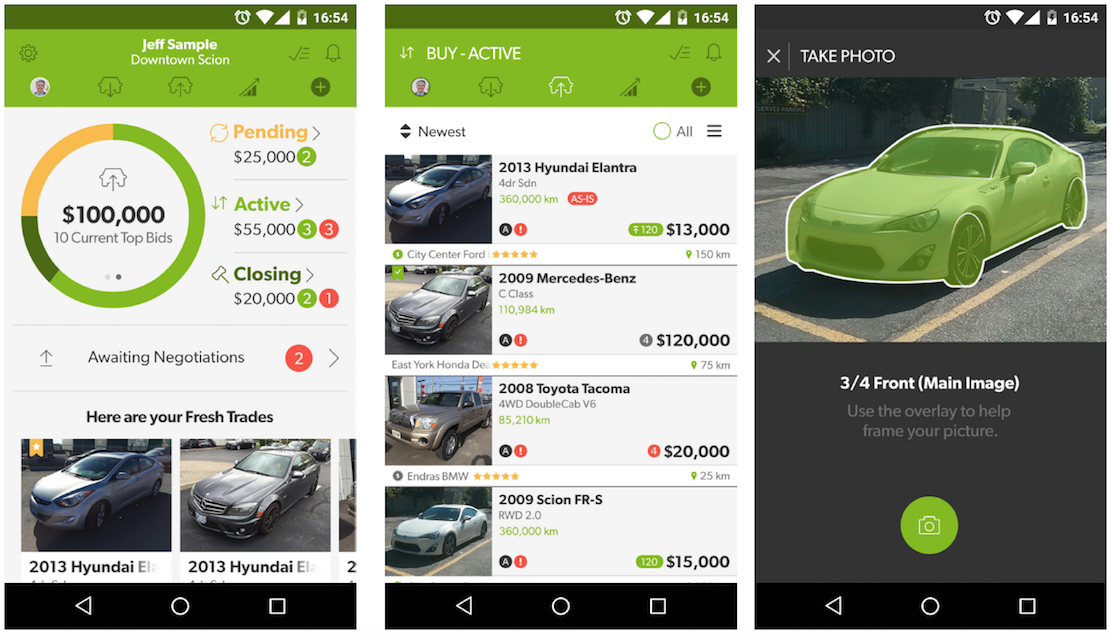 16:54
Jeff Sample
Downtown Scion
Pending
$25,000 2
$100,000
10 Current Top Bids
Active
$55,000 3 3
Closing
$20,000 2 1
Awaiting Negotiations 2
Here are your Fresh Trades
2013 Hyundai Ela
2013 Hyundai Ela
16:54
BUY - ACTIVE
Newest
All
2013 Hyundai Elantra
4dr Sdn
360,000 km AS-IS
A ! 120 $13,000
City Center Ford 150 km
2009 Mercedes-Benz
C Class
110,984 km
A ! 4 $120,000
East York Honda Dea 75 km
2008 Toyota Tacoma
4WD DoubleCab V6
85,210 km
A ! 4 $20,000
Endras BMW 25 km
2009 Scion FR-S
RWD 2.0
360,000 km
A ! 120 $15,000
16:54
TAKE PHOTO
3/4 Front (Main Image)
Use the overlay to help
frame your picture.